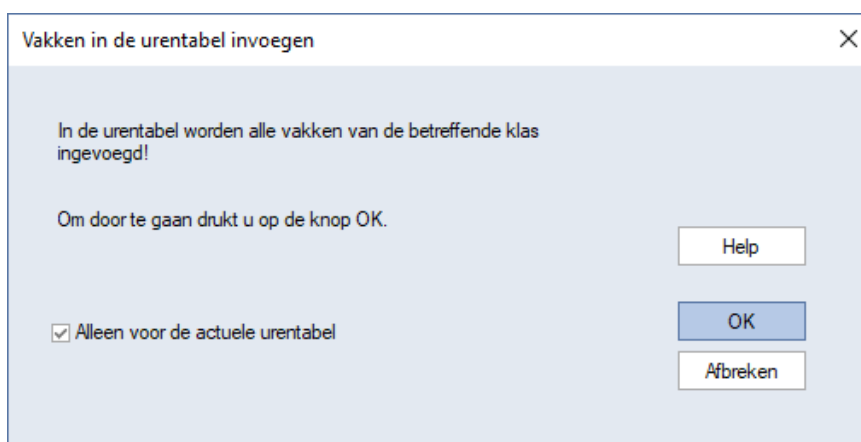 Vakken in de urentabel invoegen
In de urentabel worden alle vakken van de betreffende klas
ingevoegd!
Om door te gaan drukt u op de knop OK.
Help
Alleen voor de actuele urentabel
OK
Afbreken